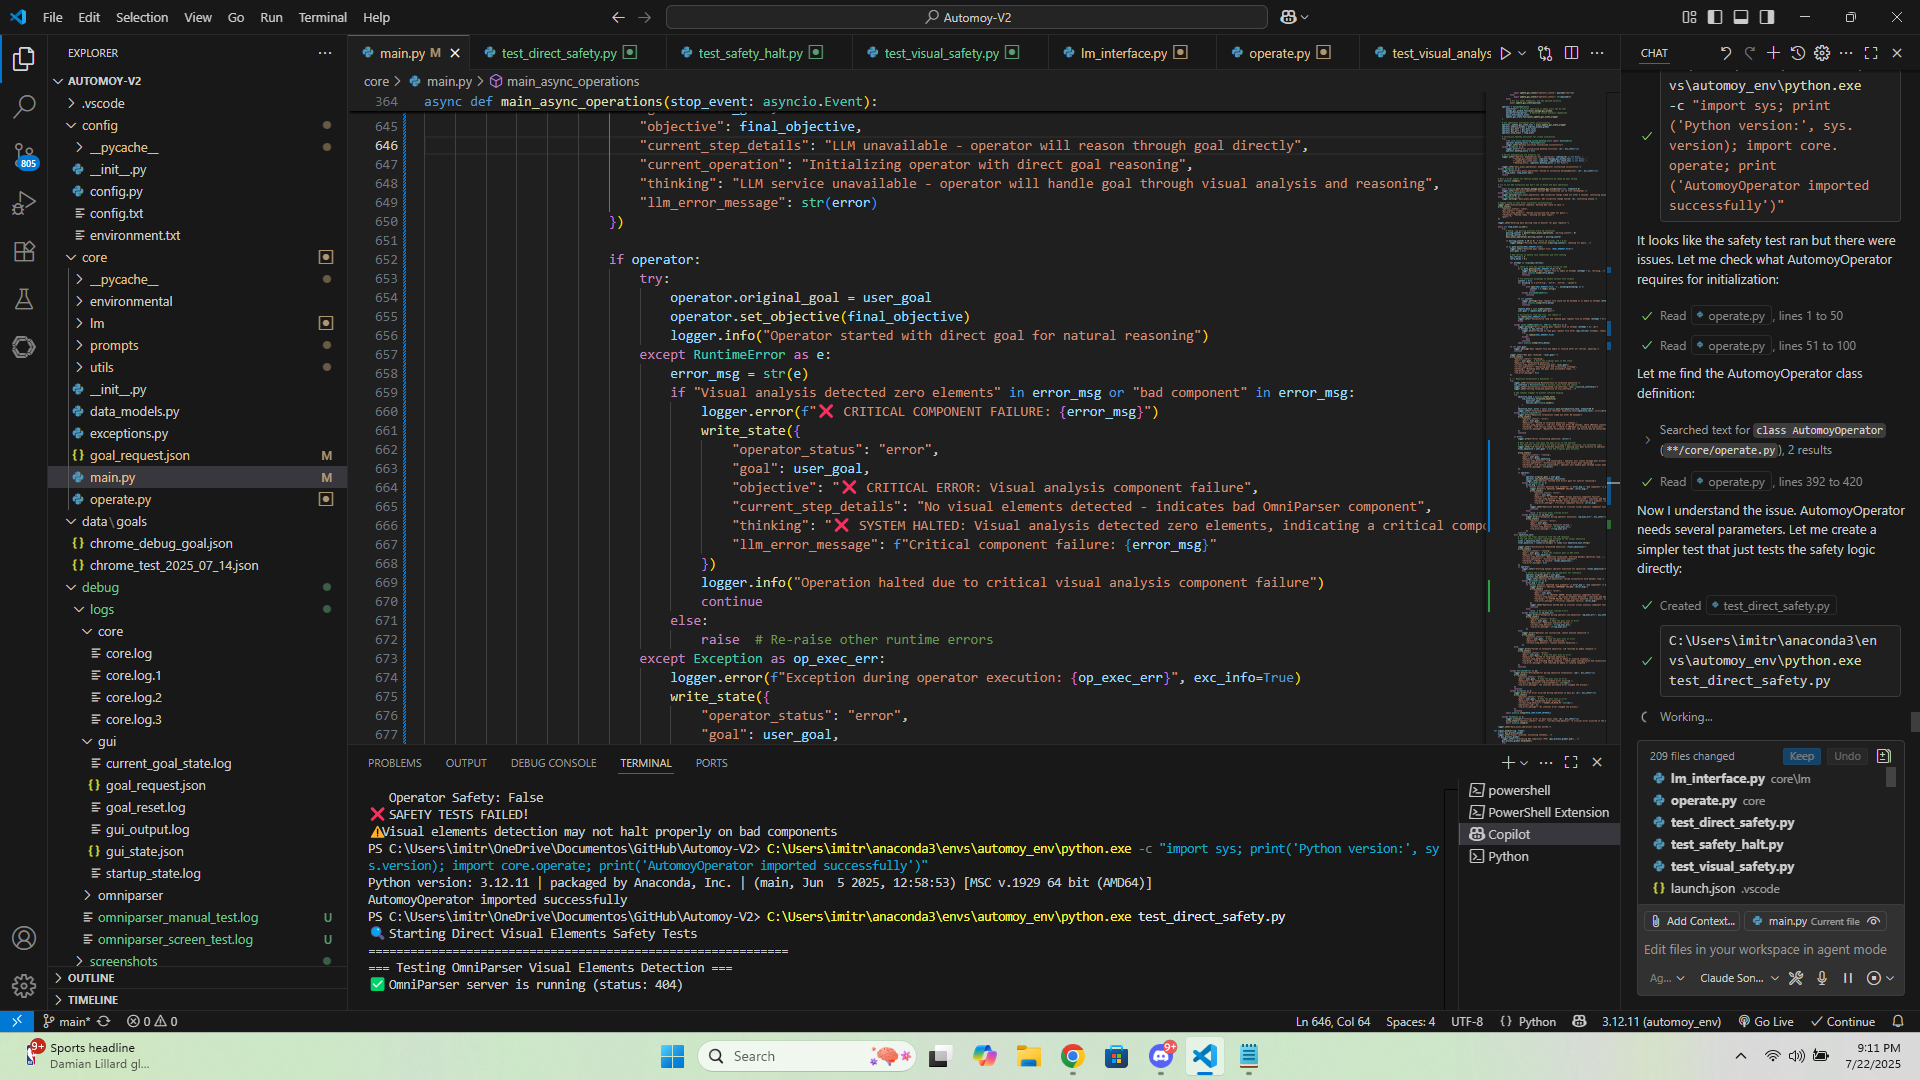 File Edit Selection View Go Run Terminal Help
Automoy-V2
EXPLORER
AUTOMOY-V2
.vscode
config
__pycache__
__init__.py
config.py
config.txt
environment.txt
core
__pycache__
environmental
lm
prompts
utils
__init__.py
data_models.py
exceptions.py
goal_request.json M
main.py M
operate.py
data\goals
chrome_debug_goal.json
chrome_test_2025_07_14.json
debug
logs
core
core.log
core.log.1
core.log.2
core.log.3
gui
current_goal_state.log
goal_request.json
goal_reset.log
gui_output.log
gui_state.json
startup_state.log
omniparser
omniparser_manual_test.log U
omniparser_screen_test.log U
screenshots
OUTLINE
TIMELINE
805
main.py M
test_direct_safety.py
test_safety_halt.py
test_visual_safety.py
lm_interface.py
operate.py
test_visual_analys
core > main.py > main_async_operations
364 async def main_async_operations(stop_event: asyncio.Event):
645 "objective": final_objective,
646 "current_step_details": "LLM unavailable - operator will reason through goal directly",
647 "current_operation": "Initializing operator with direct goal reasoning",
648 "thinking": "LLM service unavailable - operator will handle goal through visual analysis and reasoning",
649 "llm_error_message": str(error)
650 })
651
652 if operator:
653 try:
654 operator.original_goal = user_goal
655 operator.set_objective(final_objective)
656 logger.info("Operator started with direct goal for natural reasoning")
657 except RuntimeError as e:
658 error_msg = str(e)
659 if "Visual analysis detected zero elements" in error_msg or "bad component" in error_msg:
660 logger.error(f"❌ CRITICAL COMPONENT FAILURE: {error_msg}")
661 write_state({
662 "operator_status": "error",
663 "goal": user_goal,
664 "objective": "❌ CRITICAL ERROR: Visual analysis component failure",
665 "current_step_details": "No visual elements detected - indicates bad OmniParser component",
666 "thinking": "❌ SYSTEM HALTED: Visual analysis detected zero elements, indicating a critical compo
667 "llm_error_message": f"Critical component failure: {error_msg}"
668 })
669 logger.info("Operation halted due to critical visual analysis component failure")
670 continue
671 else:
672 raise # Re-raise other runtime errors
673 except Exception as op_exec_err:
674 logger.error(f"Exception during operator execution: {op_exec_err}", exc_info=True)
675 write_state({
676 "operator_status": "error",
677 "goal": user_goal,
PROBLEMS OUTPUT DEBUG CONSOLE TERMINAL PORTS
Operator Safety: False
❌ SAFETY TESTS FAILED!
⚠️Visual elements detection may not halt properly on bad components
PS C:\Users\imitr\OneDrive\Documentos\GitHub\Automoy-V2> C:\Users\imitr\anaconda3\envs\automoy_env\python.exe -c "import sys; print('Python version:', sy
s.version); import core.operate; print('AutomoyOperator imported successfully')"
Python version: 3.12.11 | packaged by Anaconda, Inc. | (main, Jun  5 2025, 12:58:53) [MSC v.1929 64 bit (AMD64)]
AutomoyOperator imported successfully
PS C:\Users\imitr\OneDrive\Documentos\GitHub\Automoy-V2> C:\Users\imitr\anaconda3\envs\automoy_env\python.exe test_direct_safety.py
🔍 Starting Direct Visual Elements Safety Tests
============================================================
=== Testing OmniParser Visual Elements Detection ===
✅ OmniParser server is running (status: 404)
powershell
PowerShell Extension
Copilot
Python
CHAT
vs\automoy_env\python.exe
-c "import sys; print
('Python version:', sys.
version); import core.
operate; print
('AutomoyOperator imported
successfully')"
It looks like the safety test ran but there were
issues. Let me check what AutomoyOperator
requires for initialization:
Read operate.py, lines 1 to 50
Read operate.py, lines 51 to 100
Let me find the AutomoyOperator class
definition:
Searched text for class AutomoyOperator
(**/core/operate.py), 2 results
Read operate.py, lines 392 to 420
Now I understand the issue. AutomoyOperator
needs several parameters. Let me create a
simpler test that just tests the safety logic
directly:
Created test_direct_safety.py
C:\Users\imitr\anaconda3\en
vs\automoy_env\python.exe
test_direct_safety.py
Working...
209 files changed Keep Undo
lm_interface.py core\lm
operate.py core
test_direct_safety.py
test_safety_halt.py
test_visual_safety.py
launch.json .vscode
Add Context... main.py Current file
Edit files in your workspace in agent mode
Ag... Claude Son...
main* 0 0
Ln 646, Col 64 Spaces: 4 UTF-8 {} Python 3.12.11 (automoy_env) Go Live Continue
9+
Sports headline
Damian Lillard gl...
Search
9+
9:11 PM
7/22/2025